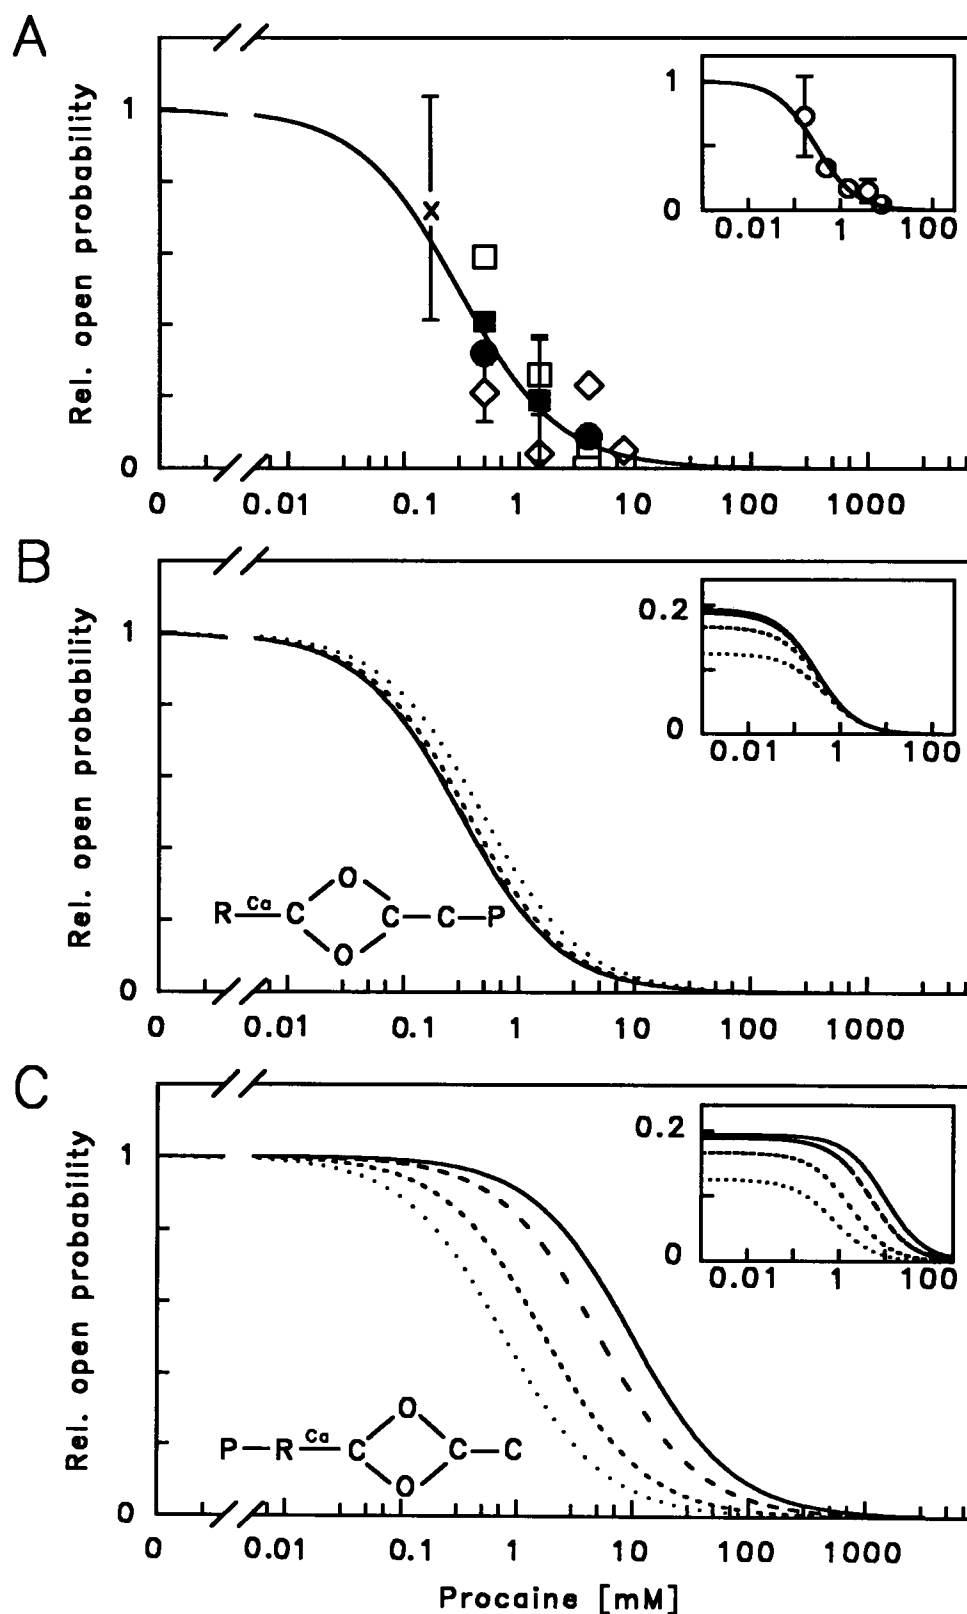 A
Rel. open probability
1
0
0 0.01 0.1 1 10 100 1000
1
0
0.01 1 100
B
Rel. open probability
1
0
0 0.01 0.1 1 10 100 1000
0.2
0
0.01 1 100
R Ca C O O C C P
C
Rel. open probability
1
0
0 0.01 0.1 1 10 100 1000
0.2
0
0.01 1 100
P R Ca C O O C C
Procaine [mM]